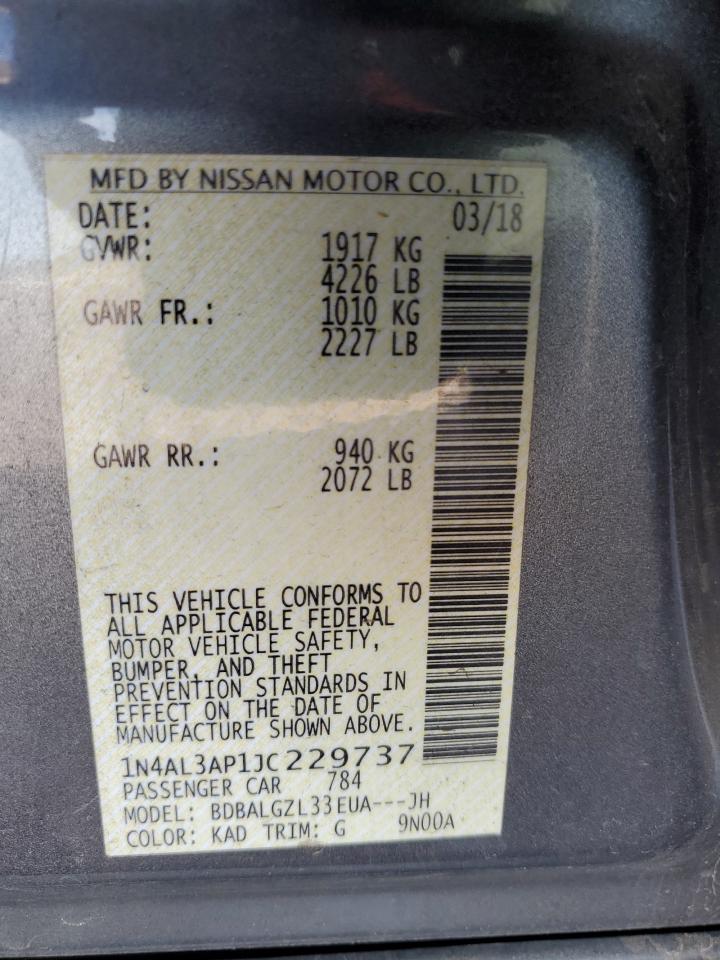 MFD BY NISSAN MOTOR CO., LTD.
DATE: 03/18
GVWR: 1917 KG
4226 LB
GAWR FR.: 1010 KG
2227 LB
GAWR RR.: 940 KG
2072 LB
THIS VEHICLE CONFORMS TO
ALL APPLICABLE FEDERAL
MOTOR VEHICLE SAFETY,
BUMPER, AND THEFT
PREVENTION STANDARDS IN
EFFECT ON THE DATE OF
MANUFACTURE SHOWN ABOVE.
1N4AL3AP1JC229737
PASSENGER CAR 784
MODEL: BDBALGZL33EUA---JH
COLOR: KAD TRIM: G 9N00A